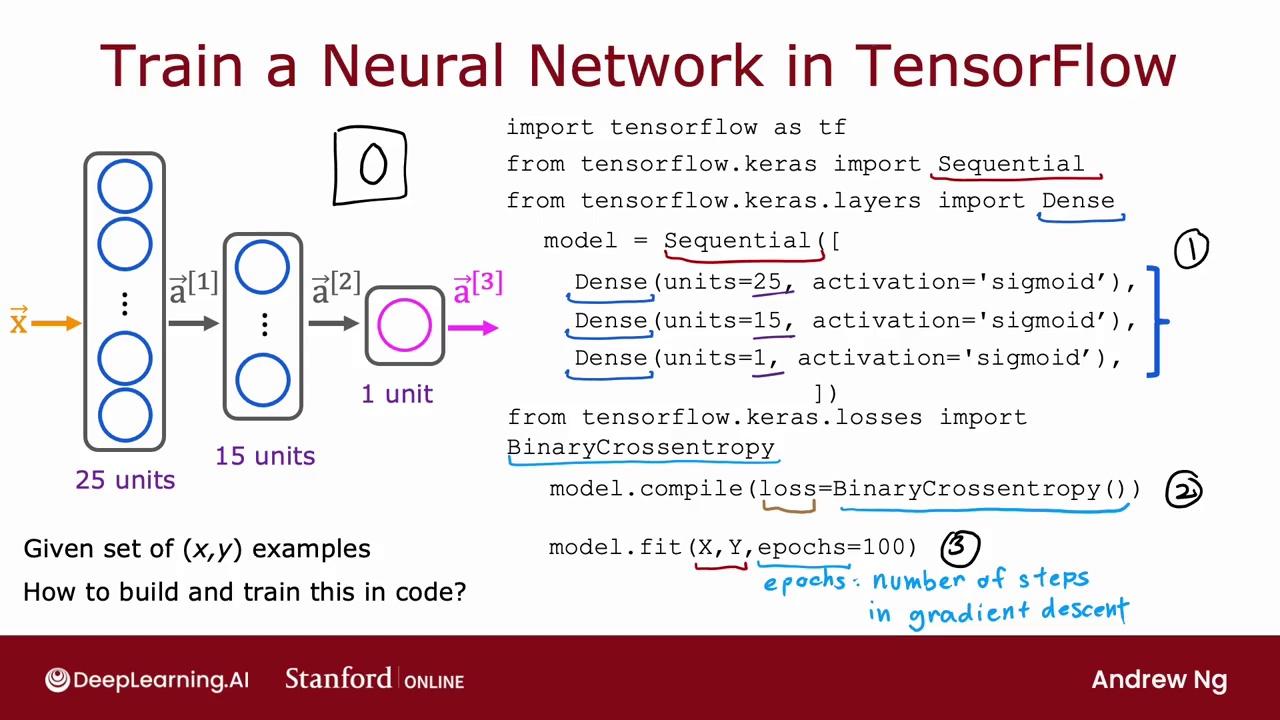 Train a Neural Network in TensorFlow
0
x⃗
a⃗[1]
a⃗[2]
a⃗[3]
25 units
15 units
1 unit
Given set of (x,y) examples
How to build and train this in code?
import tensorflow as tf
from tensorflow.keras import Sequential
from tensorflow.keras.layers import Dense
model = Sequential([
Dense(units=25, activation='sigmoid’),
Dense(units=15, activation='sigmoid’),
Dense(units=1, activation='sigmoid’),
])
1
from tensorflow.keras.losses import
BinaryCrossentropy
model.compile(loss=BinaryCrossentropy())
2
model.fit(X,Y,epochs=100)
3
epochs: number of steps
in gradient descent
DeepLearning.AI
Stanford | ONLINE
Andrew Ng